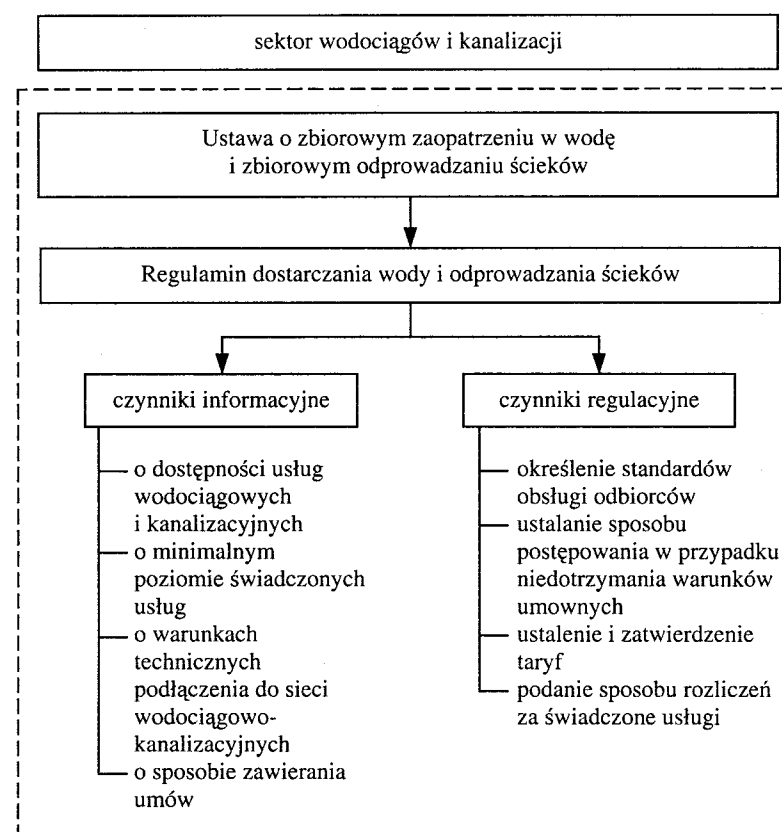 sektor wodociągów i kanalizacji
Ustawa o zbiorowym zaopatrzeniu w wodę
i zbiorowym odprowadzaniu ścieków
Regulamin dostarczania wody i odprowadzania ścieków
czynniki informacyjne
o dostępności usług
wodociągowych
i kanalizacyjnych
o minimalnym
poziomie świadczonych
usług
o warunkach
technicznych
podłączenia do sieci
wodociągowo-
kanalizacyjnych
o sposobie zawierania
umów
czynniki regulacyjne
określenie standardów
obsługi odbiorców
ustalanie sposobu
postępowania w przypadku
niedotrzymania warunków
umownych
ustalenie i zatwierdzenie
taryf
podanie sposobu rozliczeń
za świadczone usługi